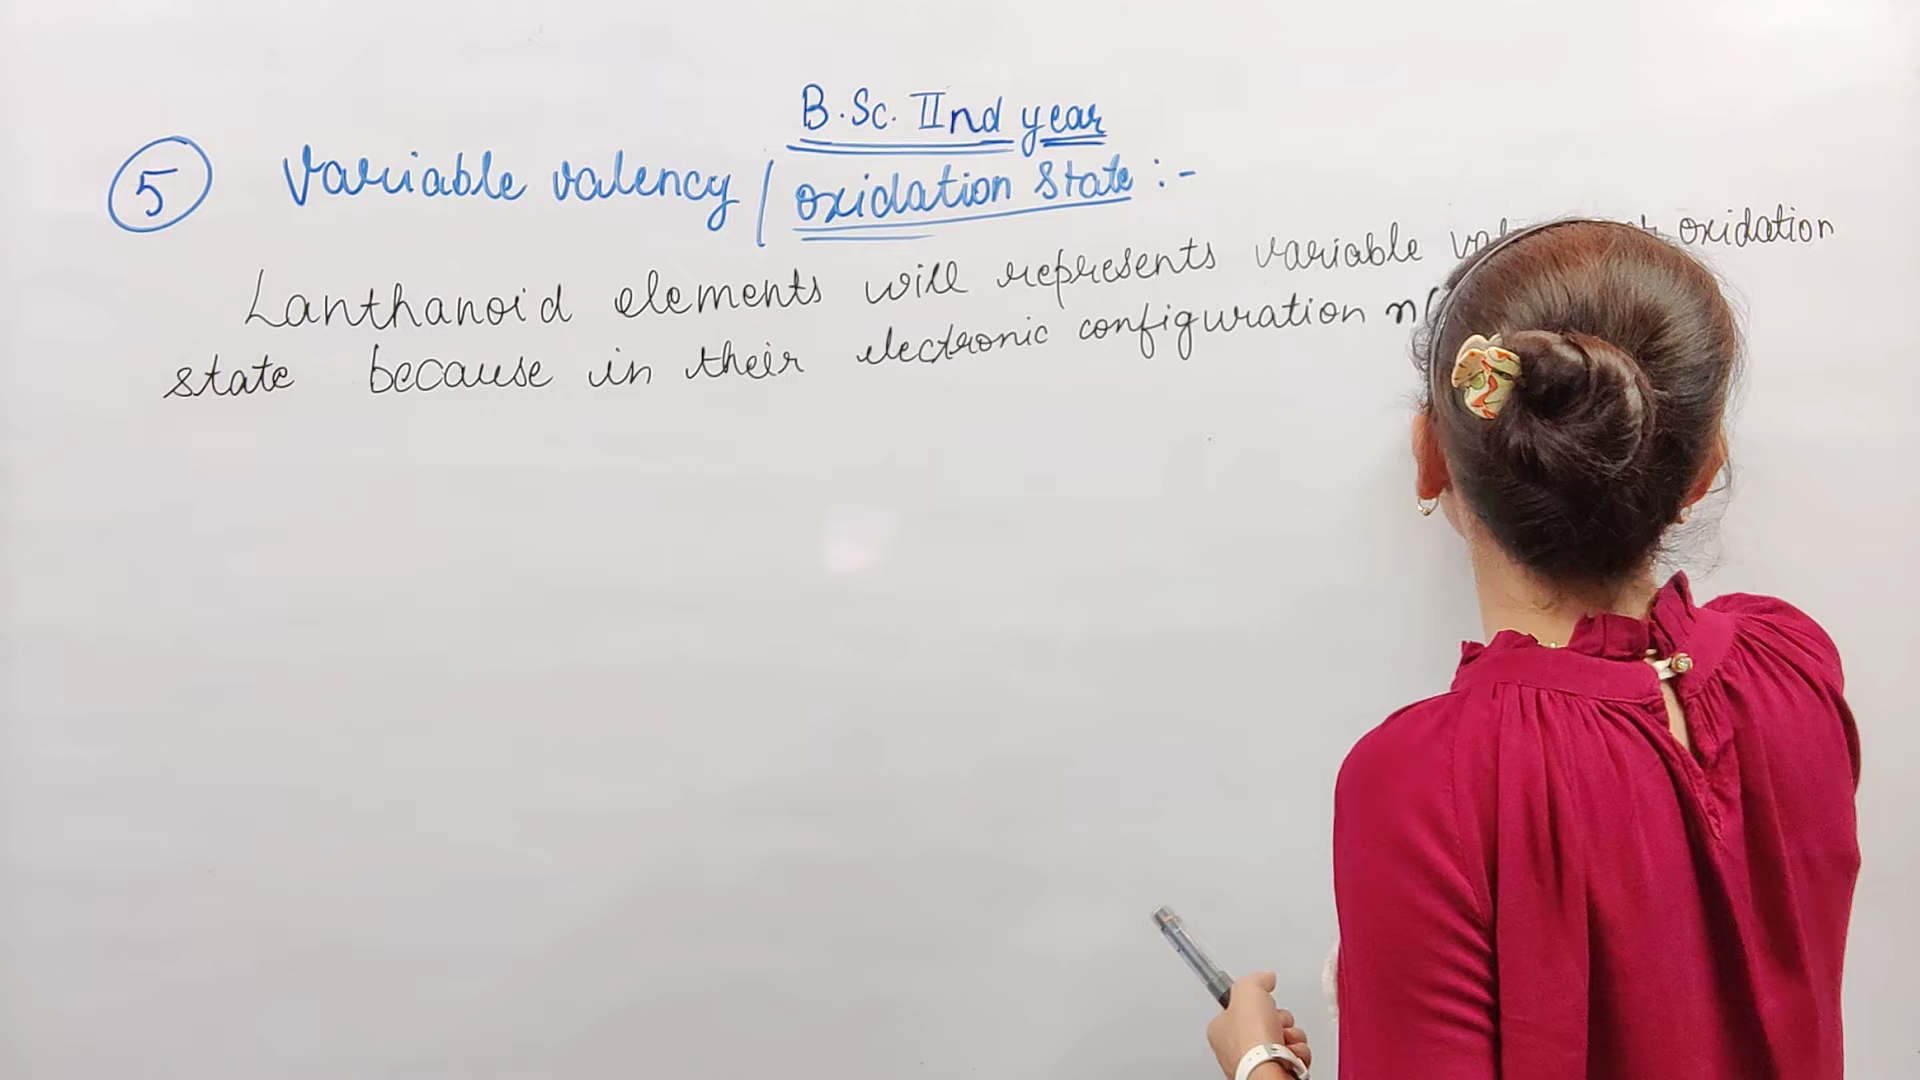 B.Sc. IInd year
5 Variable valency / oxidation state :-
Lanthanoid elements will represents variable oxidation
state because in their electronic configuration n(